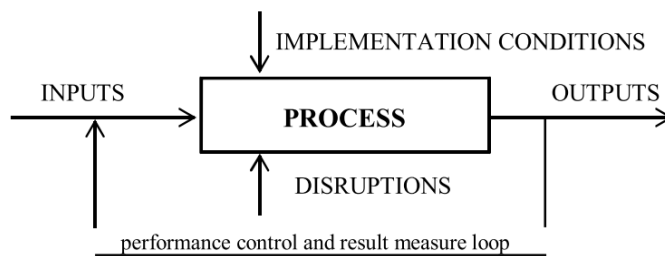 IMPLEMENTATION CONDITIONS
INPUTS
OUTPUTS
PROCESS
DISRUPTIONS
performance control and result measure loop